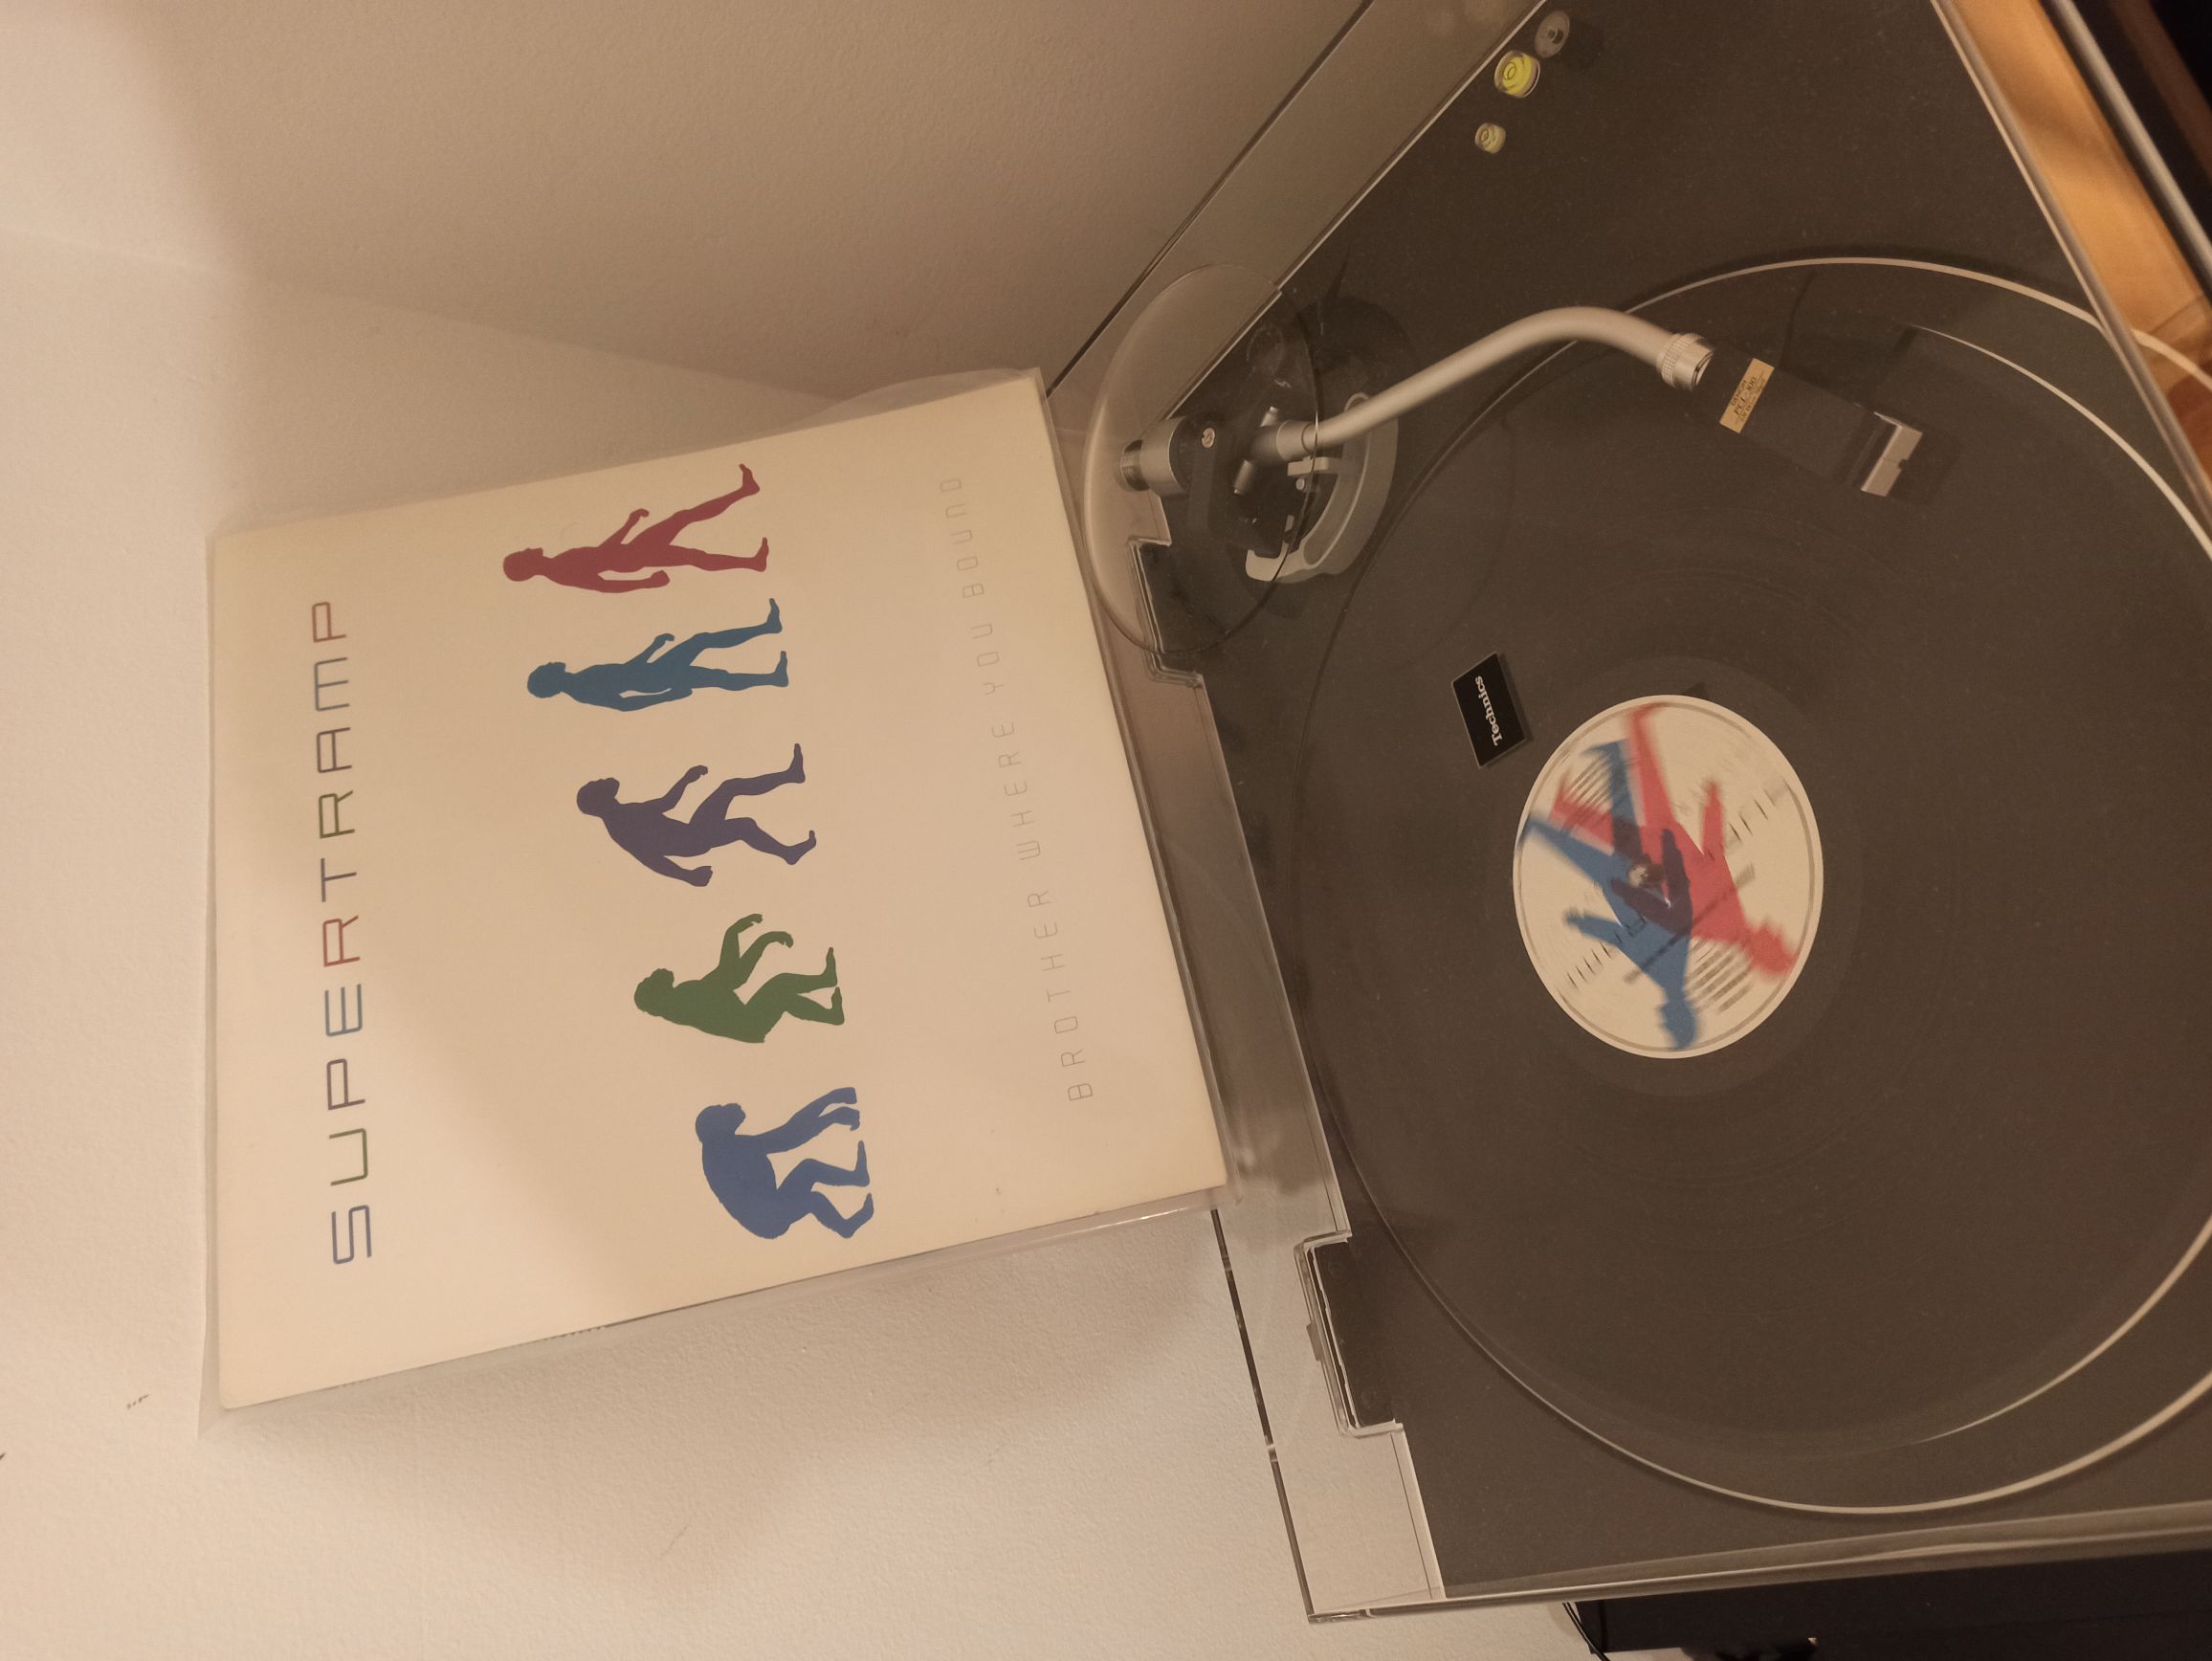 SUPERTRAMP
BROTHER WHERE YOU BOUND
Technics